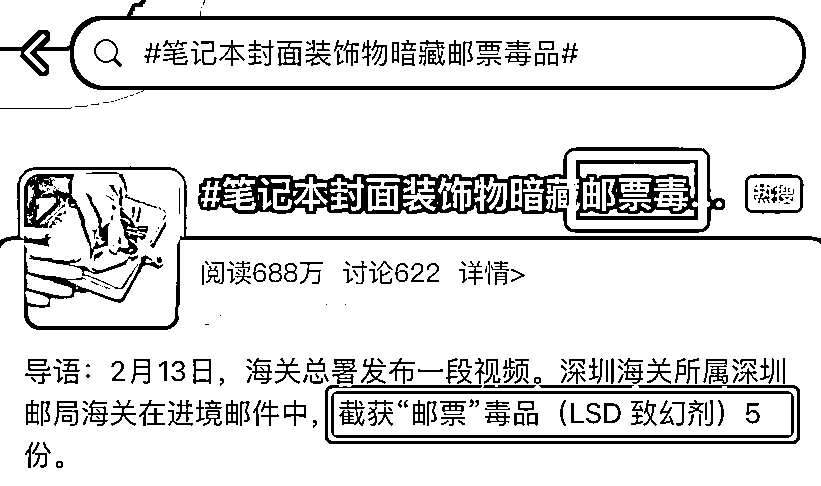 #笔记本封面装饰物暗藏邮票毒品#
#笔记本封面装饰物暗藏邮票毒... 热搜
阅读688万 讨论622 详情>
导语：2月13日，海关总署发布一段视频。深圳海关所属深圳
邮局海关在进境邮件中，截获“邮票”毒品（LSD 致幻剂）5
份。